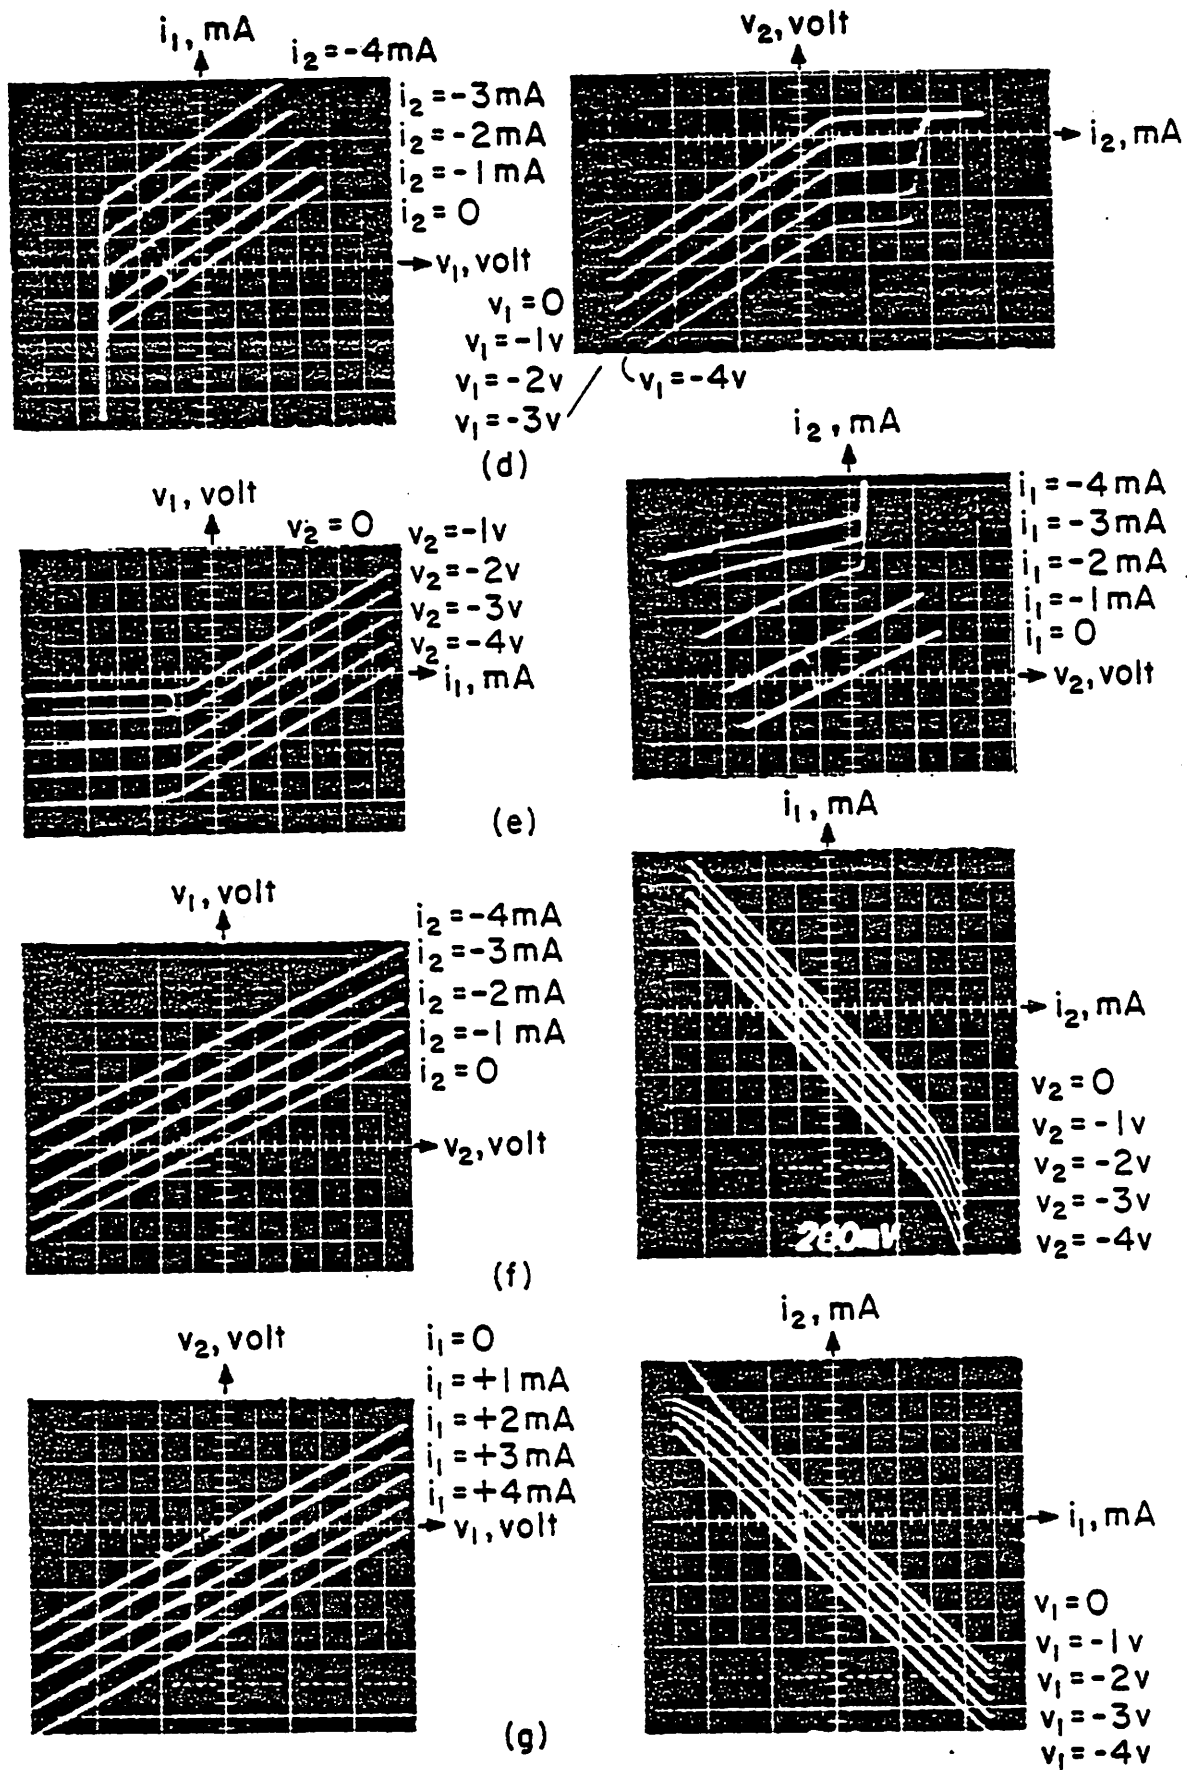 i₁, mA
i₂ = -4mA
i₂ = -3mA
i₂ = -2mA
i₂ = -1mA
i₂ = 0
v₁, volt
v₂, volt
i₂, mA
v₁ = 0
v₁ = -1v
v₁ = -2v
v₁ = -3v
v₁ = -4v
(d)
v₁, volt
v₂ = 0
v₂ = -1v
v₂ = -2v
v₂ = -3v
v₂ = -4v
i₁, mA
i₂, mA
i₁ = -4mA
i₁ = -3mA
i₁ = -2mA
i₁ = -1mA
i₁ = 0
v₂, volt
(e)
v₁, volt
i₂ = -4mA
i₂ = -3mA
i₂ = -2mA
i₂ = -1mA
i₂ = 0
v₂, volt
i₁, mA
i₂, mA
v₂ = 0
v₂ = -1v
v₂ = -2v
v₂ = -3v
v₂ = -4v
200mV
(f)
v₂, volt
i₁ = 0
i₁ = +1mA
i₁ = +2mA
i₁ = +3mA
i₁ = +4mA
v₁, volt
i₂, mA
i₁, mA
v₁ = 0
v₁ = -1v
v₁ = -2v
v₁ = -3v
v₁ = -4v
(g)